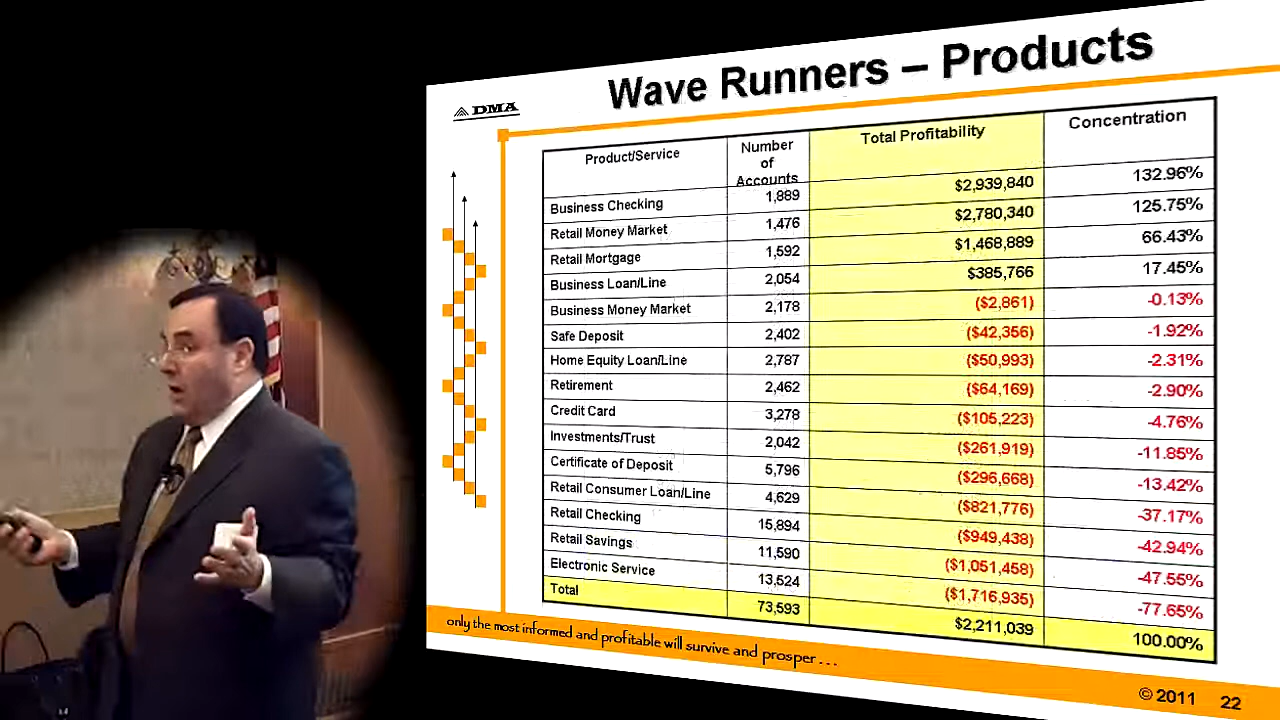 Wave Runners – Products
DMA
Product/Service Number of Accounts Total Profitability Concentration
Business Checking 1,889 $2,939,840 132.96%
Retail Money Market 1,476 $2,780,340 125.75%
Retail Mortgage 1,592 $1,468,889 66.43%
Business Loan/Line 2,054 $385,766 17.45%
Business Money Market 2,178 ($2,861) -0.13%
Safe Deposit 2,402 ($42,356) -1.92%
Home Equity Loan/Line 2,787 ($50,993) -2.31%
Retirement 2,462 ($64,169) -2.90%
Credit Card 3,278 ($105,223) -4.76%
Investments/Trust 2,042 ($261,919) -11.85%
Certificate of Deposit 5,796 ($296,668) -13.42%
Retail Consumer Loan/Line 4,629 ($821,776) -37.17%
Retail Checking 15,894 ($949,438) -42.94%
Retail Savings 11,590 ($1,051,458) -47.55%
Electronic Service 13,524 ($1,716,935) -77.65%
Total 73,593 $2,211,039 100.00%
only the most informed and profitable will survive and prosper . . .
© 2011 22